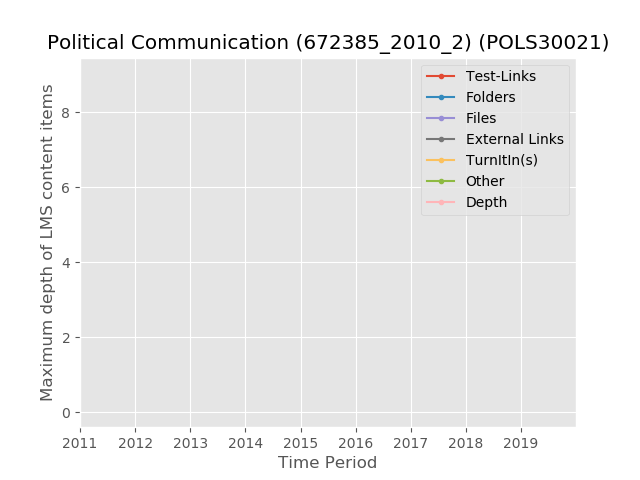 Political Communication (672385_2010_2) (POLS30021)
Test-Links
Folders
Files
External Links
TurnItIn(s)
Other
Depth
Maximum depth of LMS content items
8
6
4
2
0
2011 2012 2013 2014 2015 2016 2017 2018 2019
Time Period